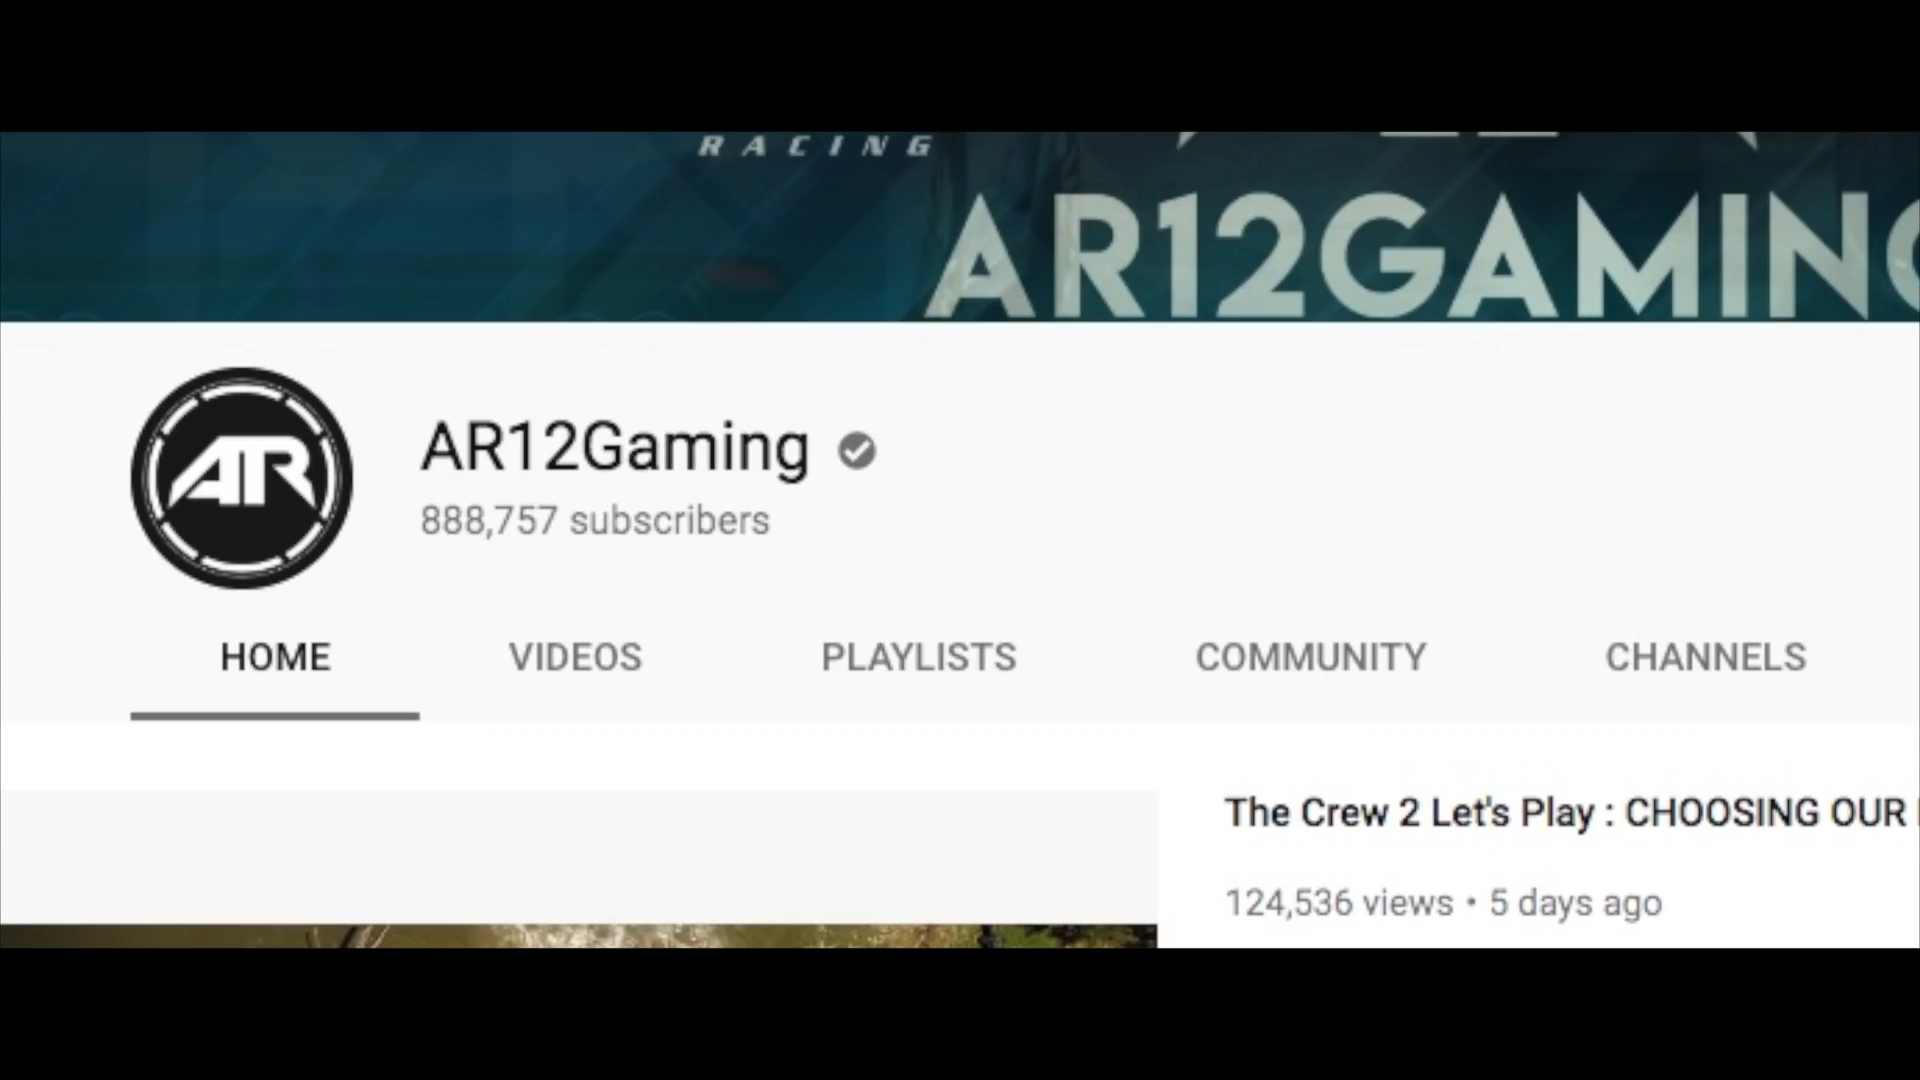 RACING
AR12GAMING
AR
AR12Gaming
888,757 subscribers
HOME VIDEOS PLAYLISTS COMMUNITY CHANNELS
The Crew 2 Let's Play : CHOOSING OUR
124,536 views • 5 days ago